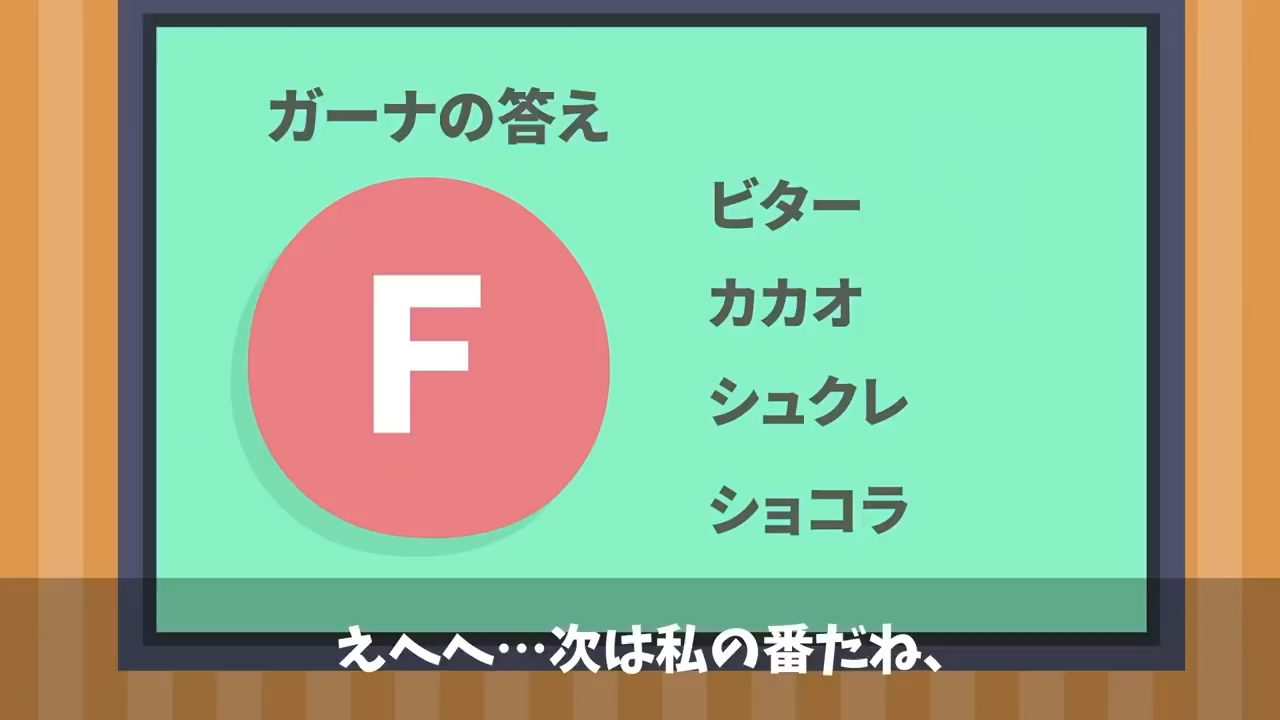 ガーナの答え
F
ビター
カカオ
シュクレ
ショコラ
えへへ…次は私の番だね、